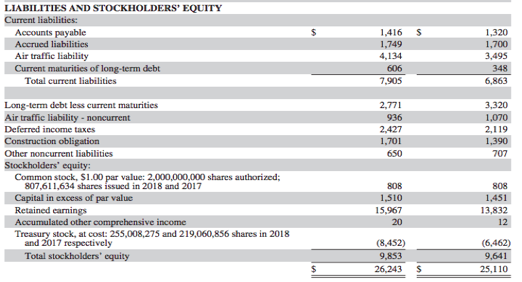 LIABILITIES AND STOCKHOLDERS' EQUITY
Current liabilities:
Accounts payable $ 1,416 $ 1,320
Accrued liabilities 1,749 1,700
Air traffic liability 4,134 3,495
Current maturities of long-term debt 606 348
Total current liabilities 7,905 6,863
Long-term debt less current maturities 2,771 3,320
Air traffic liability - noncurrent 936 1,070
Deferred income taxes 2,427 2,119
Construction obligation 1,701 1,390
Other noncurrent liabilities 650 707
Stockholders' equity:
Common stock, $1.00 par value: 2,000,000,000 shares authorized;
807,611,634 shares issued in 2018 and 2017 808 808
Capital in excess of par value 1,510 1,451
Retained earnings 15,967 13,832
Accumulated other comprehensive income 20 12
Treasury stock, at cost: 255,008,275 and 219,060,856 shares in 2018
and 2017 respectively (8,452) (6,462)
Total stockholders' equity 9,853 9,641
$ 26,243 $ 25,110